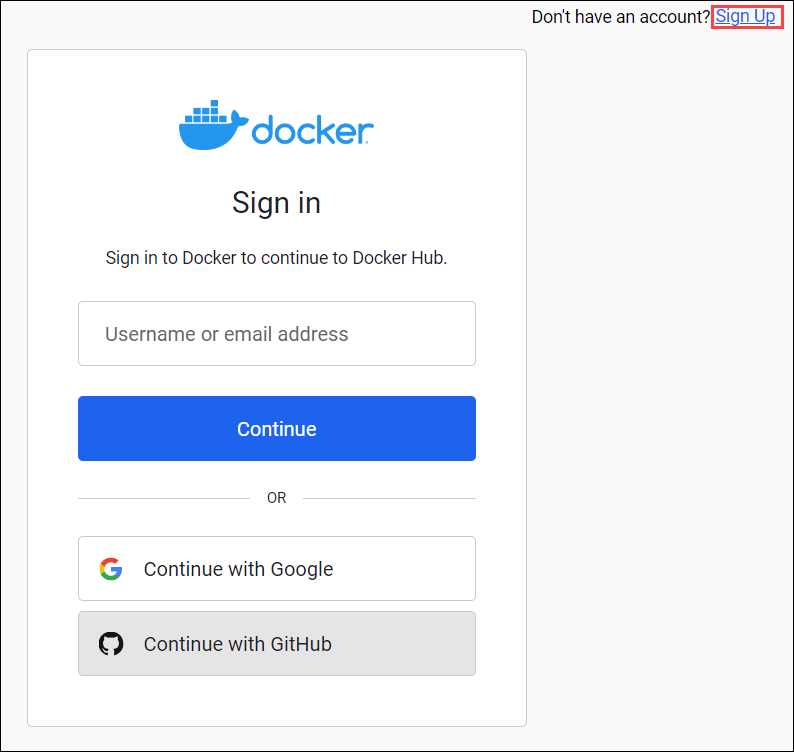 Don't have an account? Sign Up
docker
Sign in
Sign in to Docker to continue to Docker Hub.
Username or email address
Continue
OR
Continue with Google
Continue with GitHub